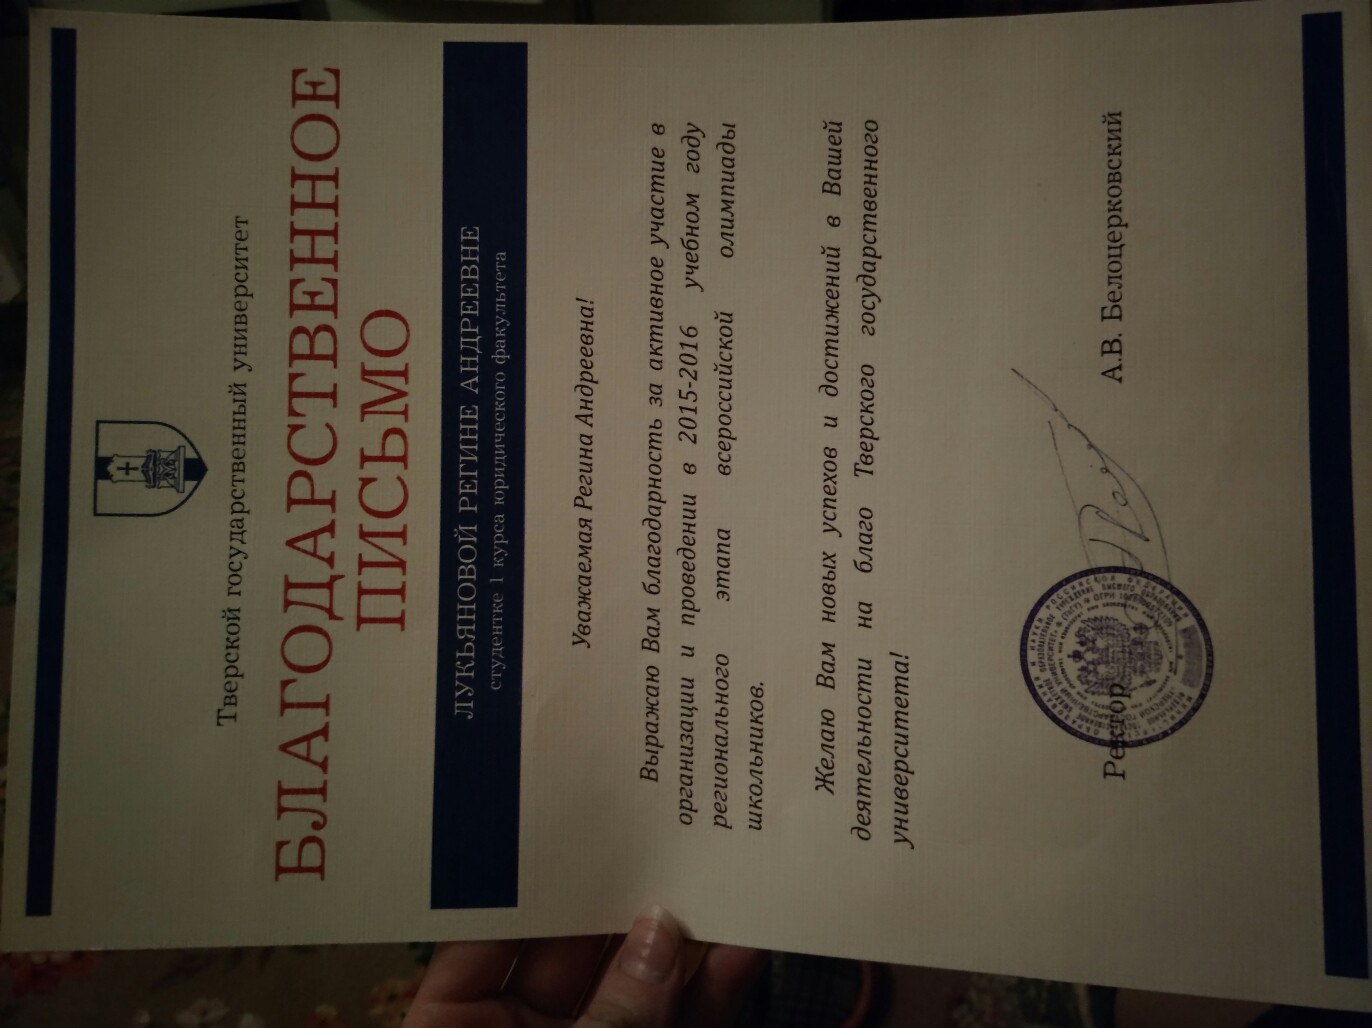 Тверской государственный университет
БЛАГОДАРСТВЕННОЕ
ПИСЬМО
ЛУКЬЯНОВОЙ РЕГИНЕ АНДРЕЕВНЕ
студентке 1 курса юридического факультета
Уважаемая Регина Андреевна!
Выражаю Вам благодарность за активное участие в
организации и проведении в 2015-2016 учебном году
регионального этапа всероссийской олимпиады
школьников.
Желаю Вам новых успехов и достижений в Вашей
деятельности на благо Тверского государственного
университета!
Ректор А.В. Белоцерковский